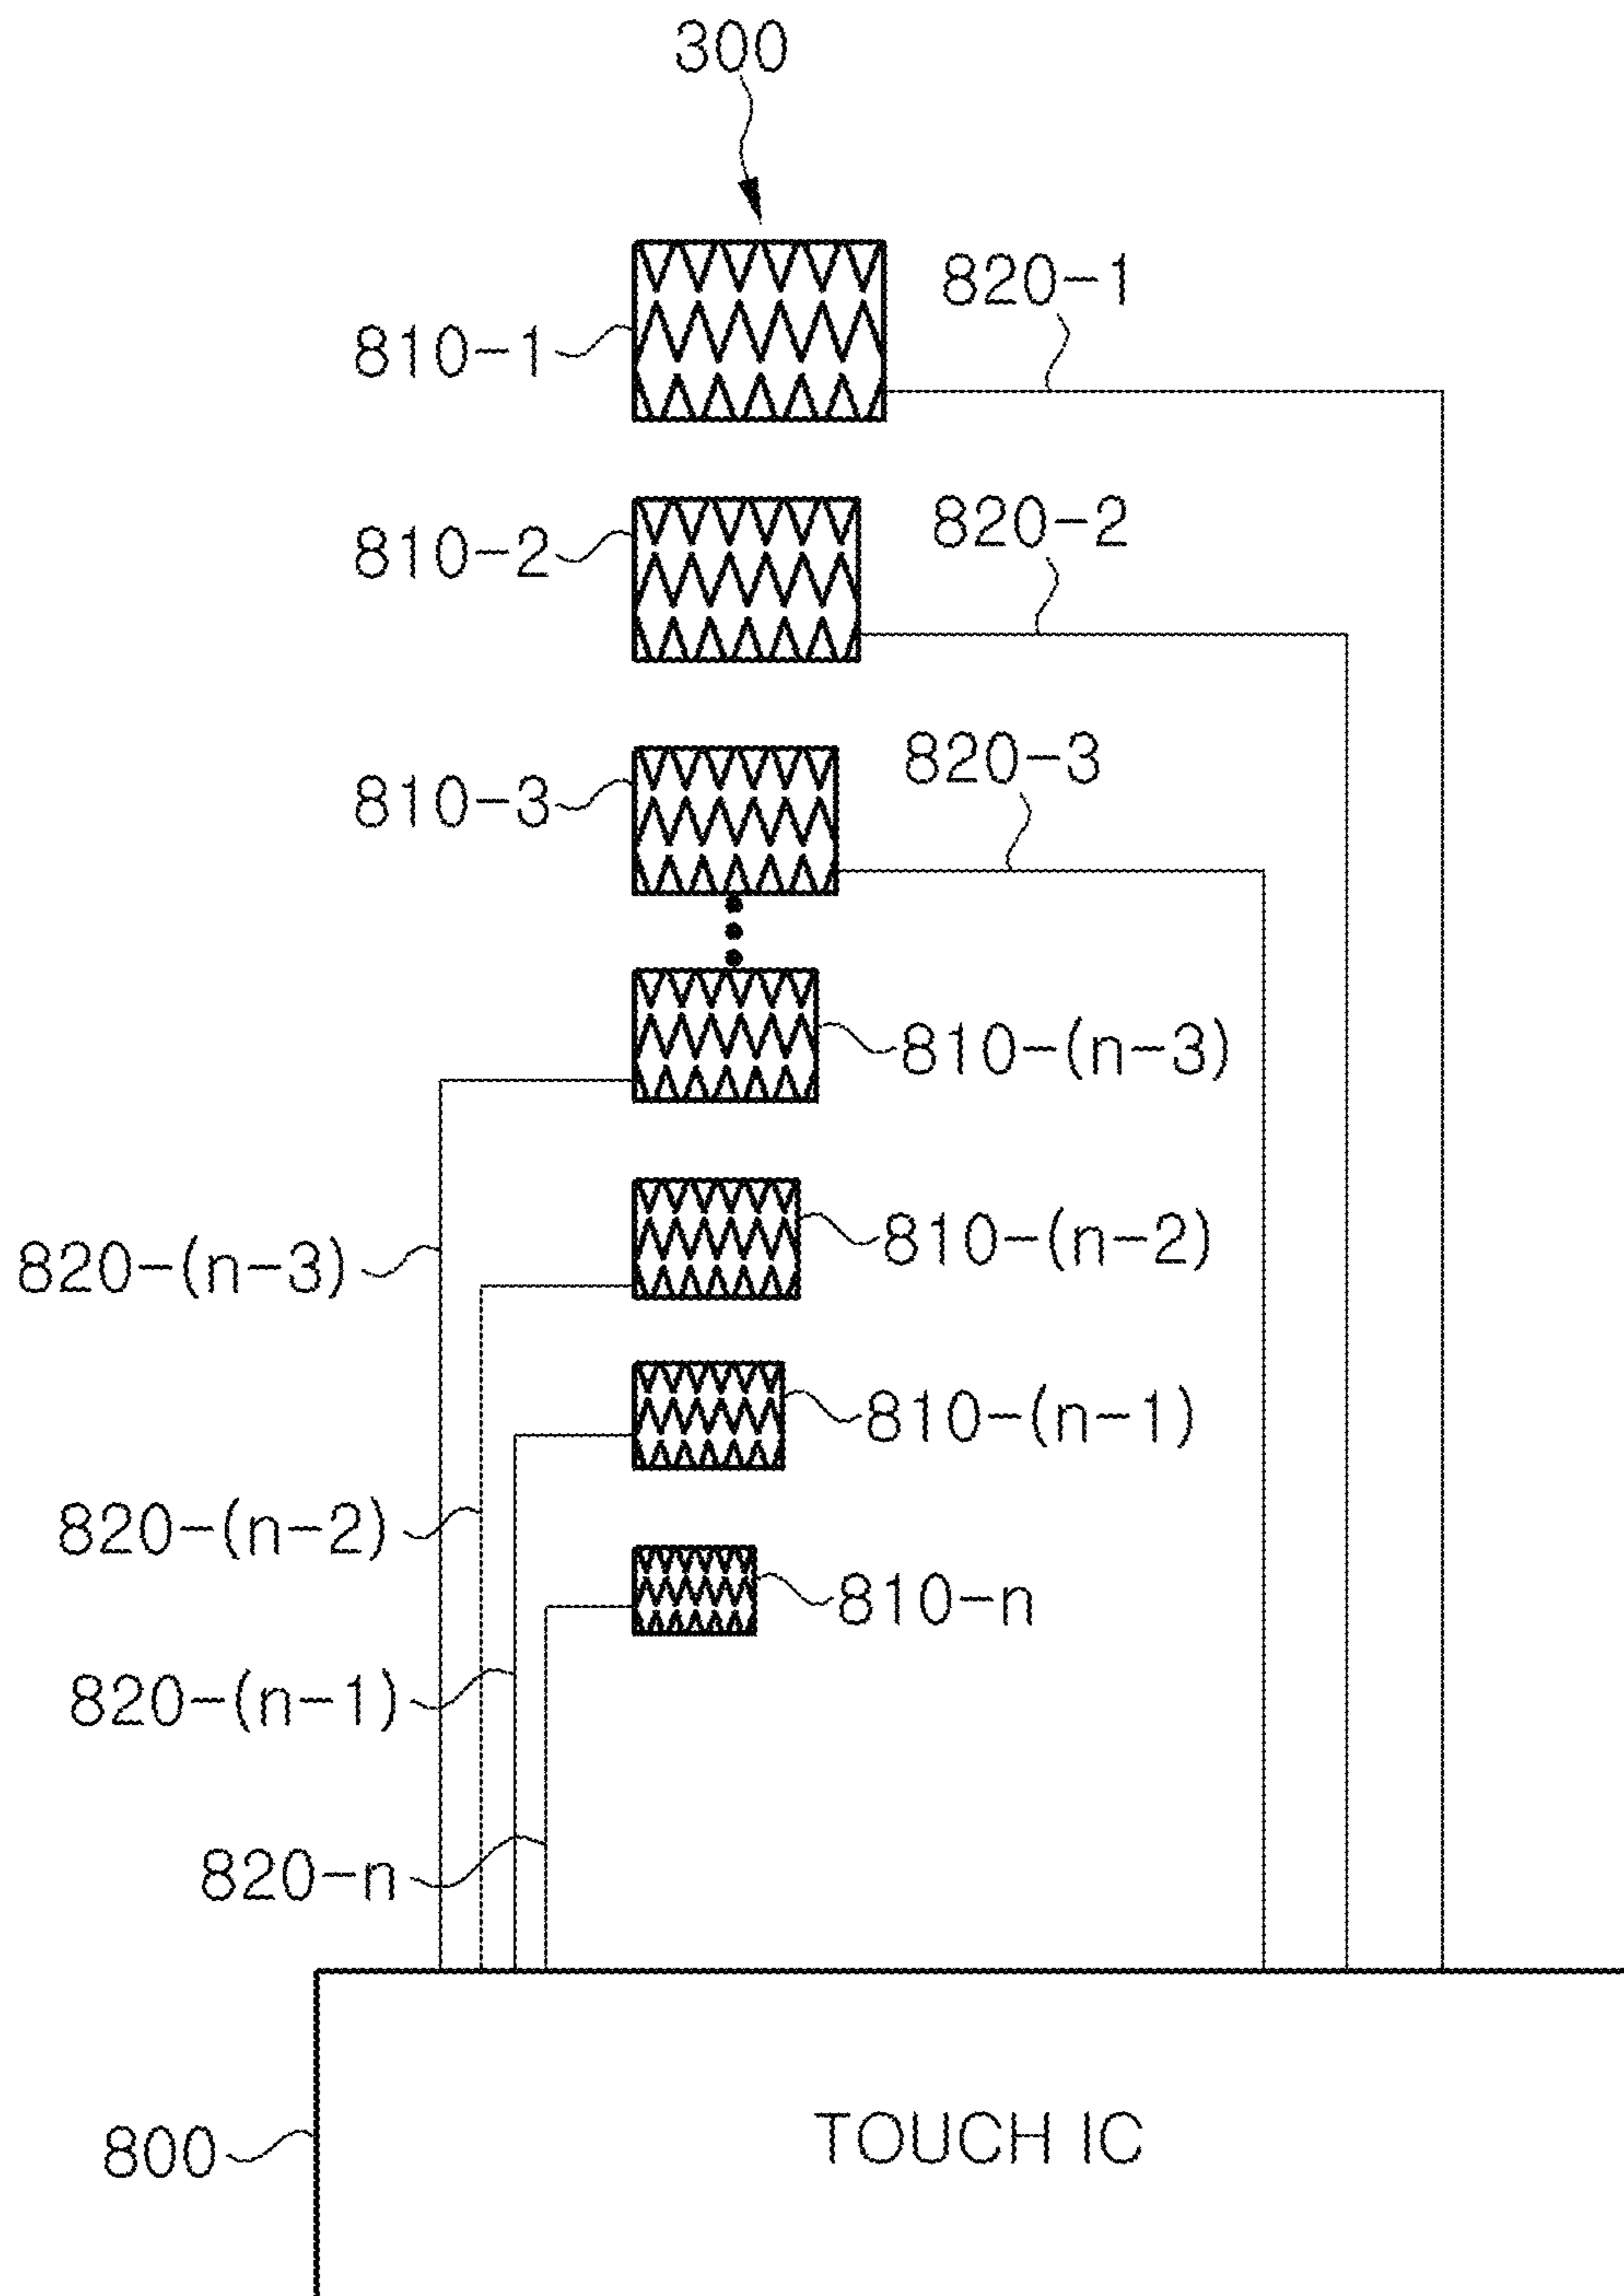 300
820-1
810-1
820-2
810-2
820-3
810-3
810-(n-3)
810-(n-2)
820-(n-3)
810-(n-1)
820-(n-2)
810-n
820-(n-1)
820-n
TOUCH IC
800